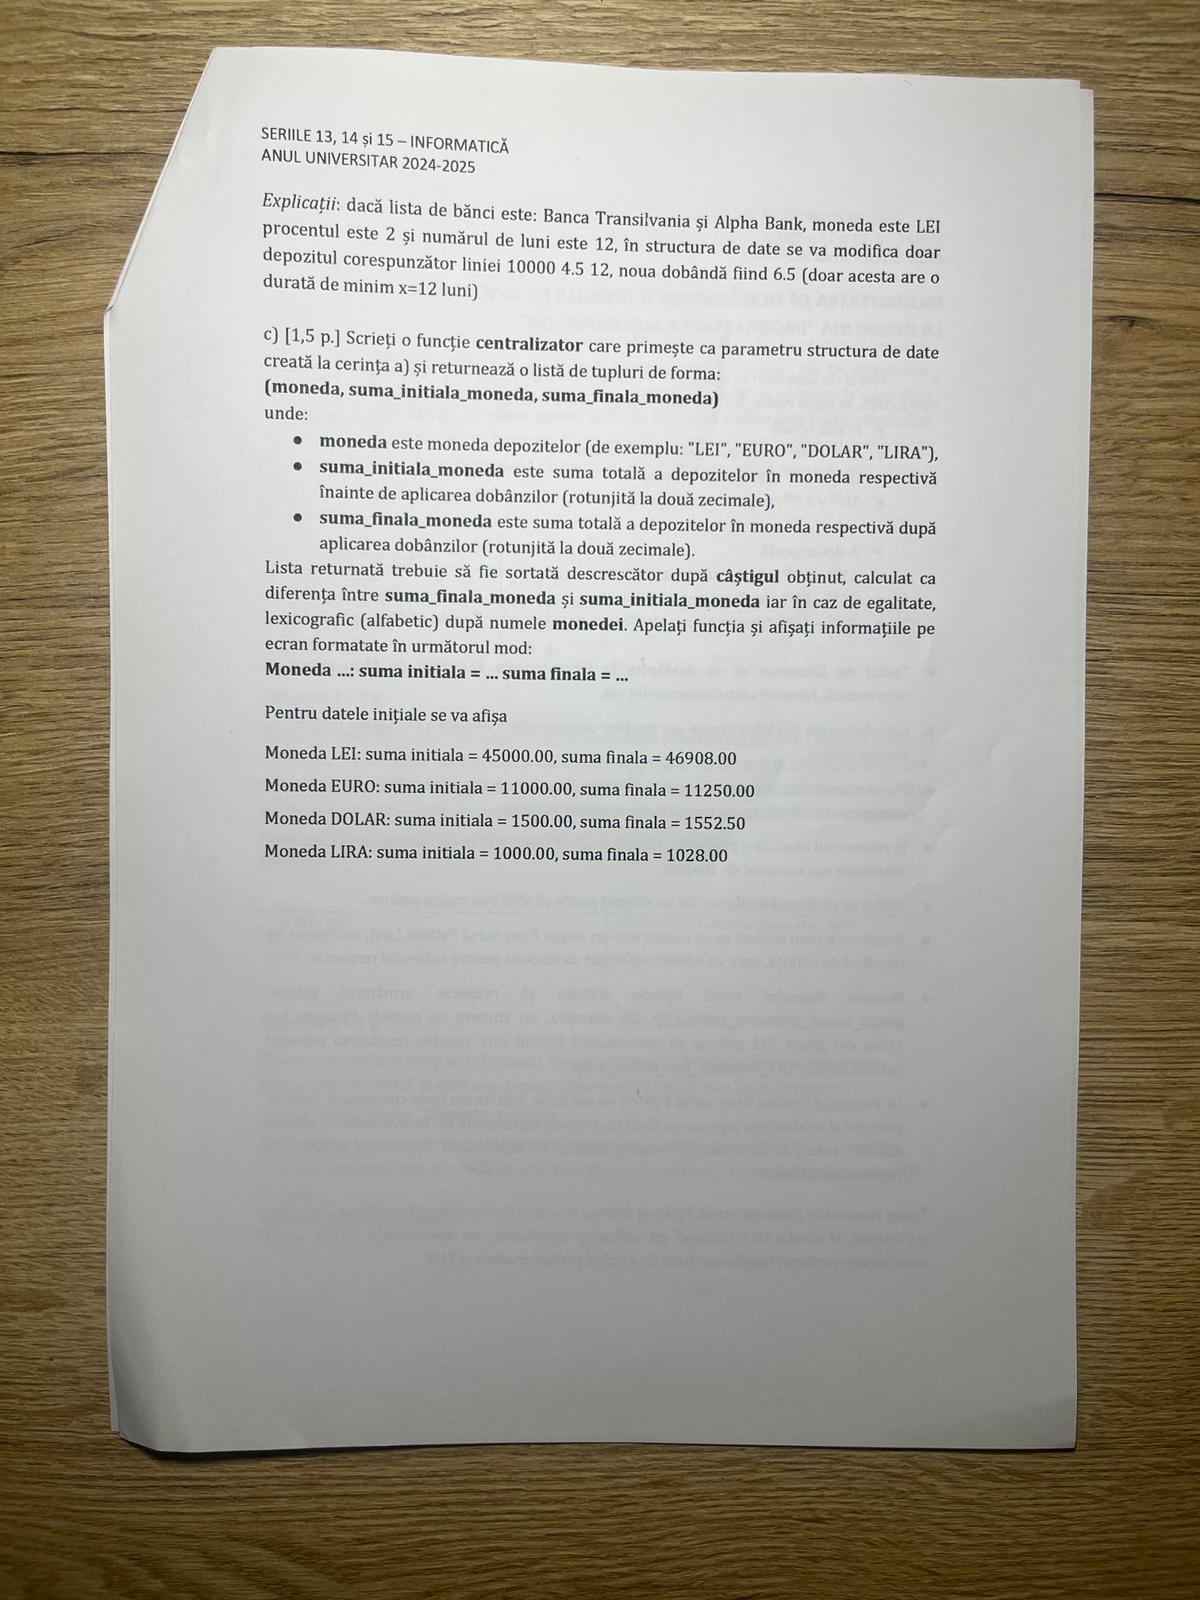 SERIILE 13, 14 și 15 – INFORMATICĂ
ANUL UNIVERSITAR 2024-2025
Explicații: dacă lista de bănci este: Banca Transilvania și Alpha Bank, moneda este LEI
procentul este 2 și numărul de luni este 12, în structura de date se va modifica doar
depozitul corespunzător liniei 10000 4.5 12, noua dobândă fiind 6.5 (doar acesta are o
durată de minim x=12 luni)
c) [1,5 p.] Scrieți o funcție centralizator care primește ca parametru structura de date
creată la cerința a) și returnează o listă de tupluri de forma:
(moneda, suma_initiala_moneda, suma_finala_moneda)
unde:
• moneda este moneda depozitelor (de exemplu: "LEI", "EURO", "DOLAR", "LIRA"),
• suma_initiala_moneda este suma totală a depozitelor în moneda respectivă
înainte de aplicarea dobânzilor (rotunjită la două zecimale),
• suma_finala_moneda este suma totală a depozitelor în moneda respectivă după
aplicarea dobânzilor (rotunjită la două zecimale).
Lista returnată trebuie să fie sortată descrescător după câștigul obținut, calculat ca
diferența între suma_finala_moneda și suma_initiala_moneda iar în caz de egalitate,
lexicografic (alfabetic) după numele monedei. Apelați funcția și afișați informațiile pe
ecran formatate în următorul mod:
Moneda ...: suma initiala = ... suma finala = ...
Pentru datele inițiale se va afișa
Moneda LEI: suma initiala = 45000.00, suma finala = 46908.00
Moneda EURO: suma initiala = 11000.00, suma finala = 11250.00
Moneda DOLAR: suma initiala = 1500.00, suma finala = 1552.50
Moneda LIRA: suma initiala = 1000.00, suma finala = 1028.00